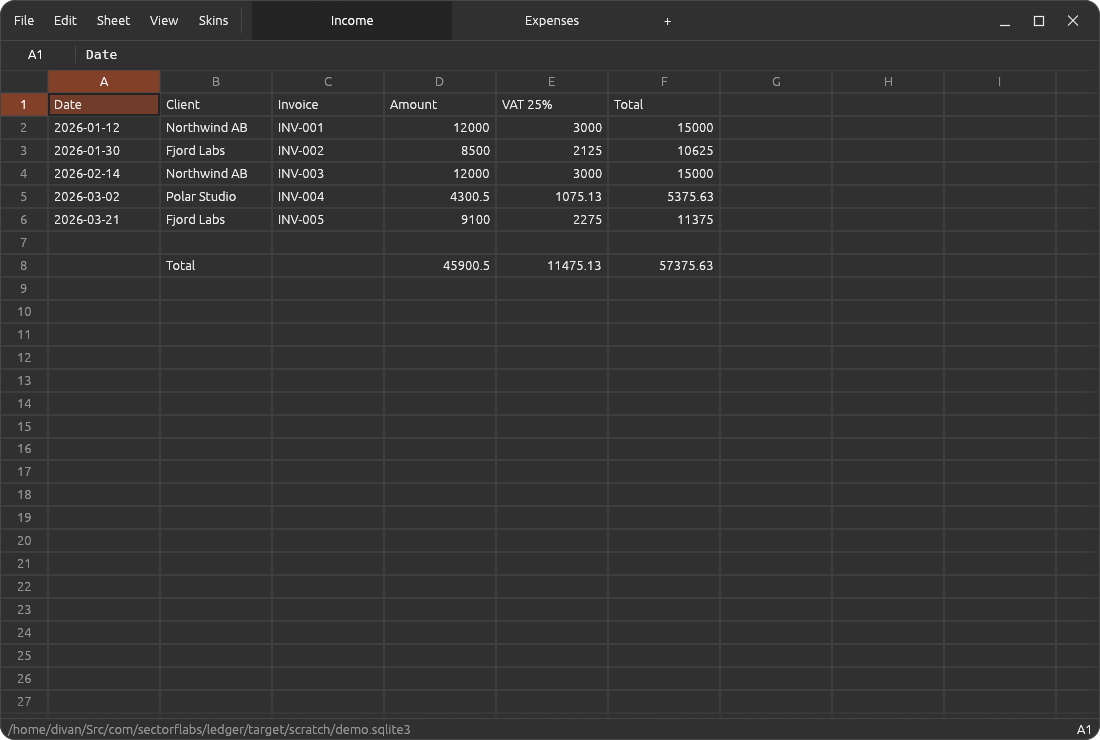 File Edit Sheet View Skins Income Expenses +
A1 Date
A B C D E F G H I
1 Date Client Invoice Amount VAT 25% Total
2 2026-01-12 Northwind AB INV-001 12000 3000 15000
3 2026-01-30 Fjord Labs INV-002 8500 2125 10625
4 2026-02-14 Northwind AB INV-003 12000 3000 15000
5 2026-03-02 Polar Studio INV-004 4300.5 1075.13 5375.63
6 2026-03-21 Fjord Labs INV-005 9100 2275 11375
7
8 Total 45900.5 11475.13 57375.63
9
10
11
12
13
14
15
16
17
18
19
20
21
22
23
24
25
26
27
/home/divan/Src/com/sectorflabs/ledger/target/scratch/demo.sqlite3 A1